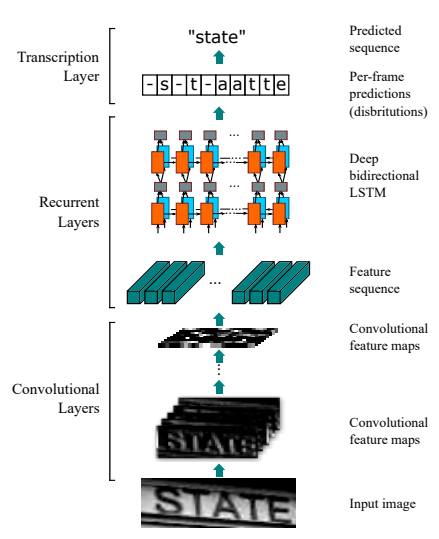 "state"
Predicted
sequence
Transcription
Layer
-s-t-aatte
Per-frame
predictions
(disbritutions)
...
...
Deep
bidirectional
LSTM
Recurrent
Layers
...
Feature
sequence
Convolutional
feature maps
...
Convolutional
Layers
STATE
Convolutional
feature maps
STATE
Input image